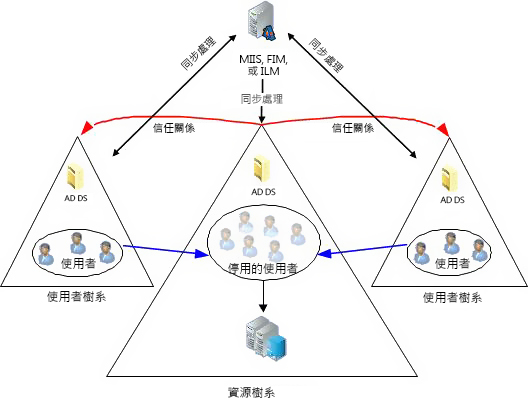 MIIS, FIM,
或 ILM
同步處理
同步處理
同步處理
信任關係
信任關係
AD DS
AD DS
AD DS
使用者
停用的使用者
使用者
使用者樹系
使用者樹系
資源樹系